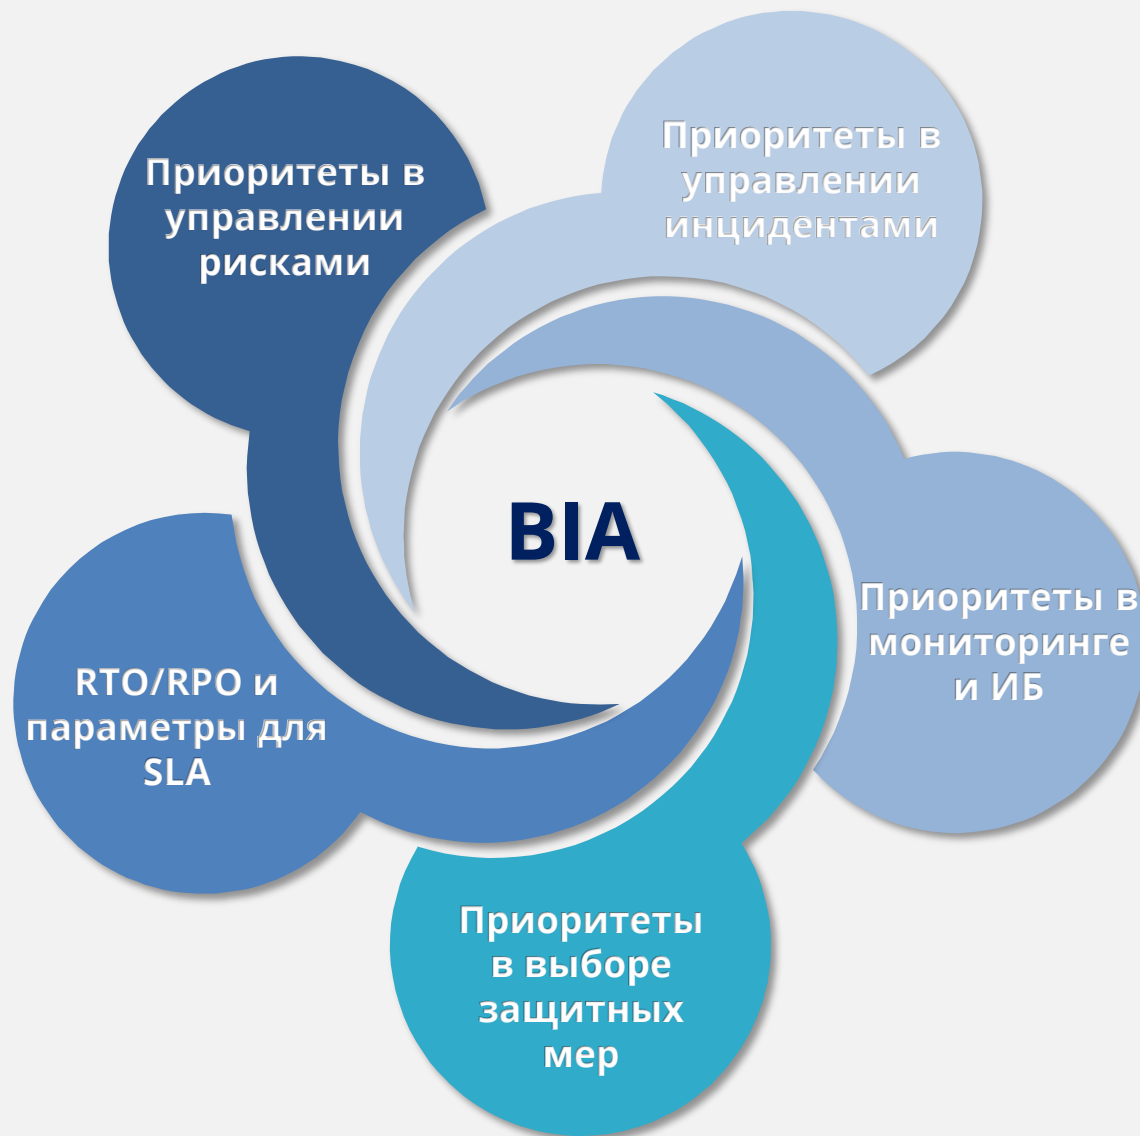 Приоритеты в
управлении
рисками
Приоритеты в
управлении
инцидентами
BIA
Приоритеты в
мониторинге
и ИБ
RTO/RPO и
параметры для
SLA
Приоритеты
в выборе
защитных
мер